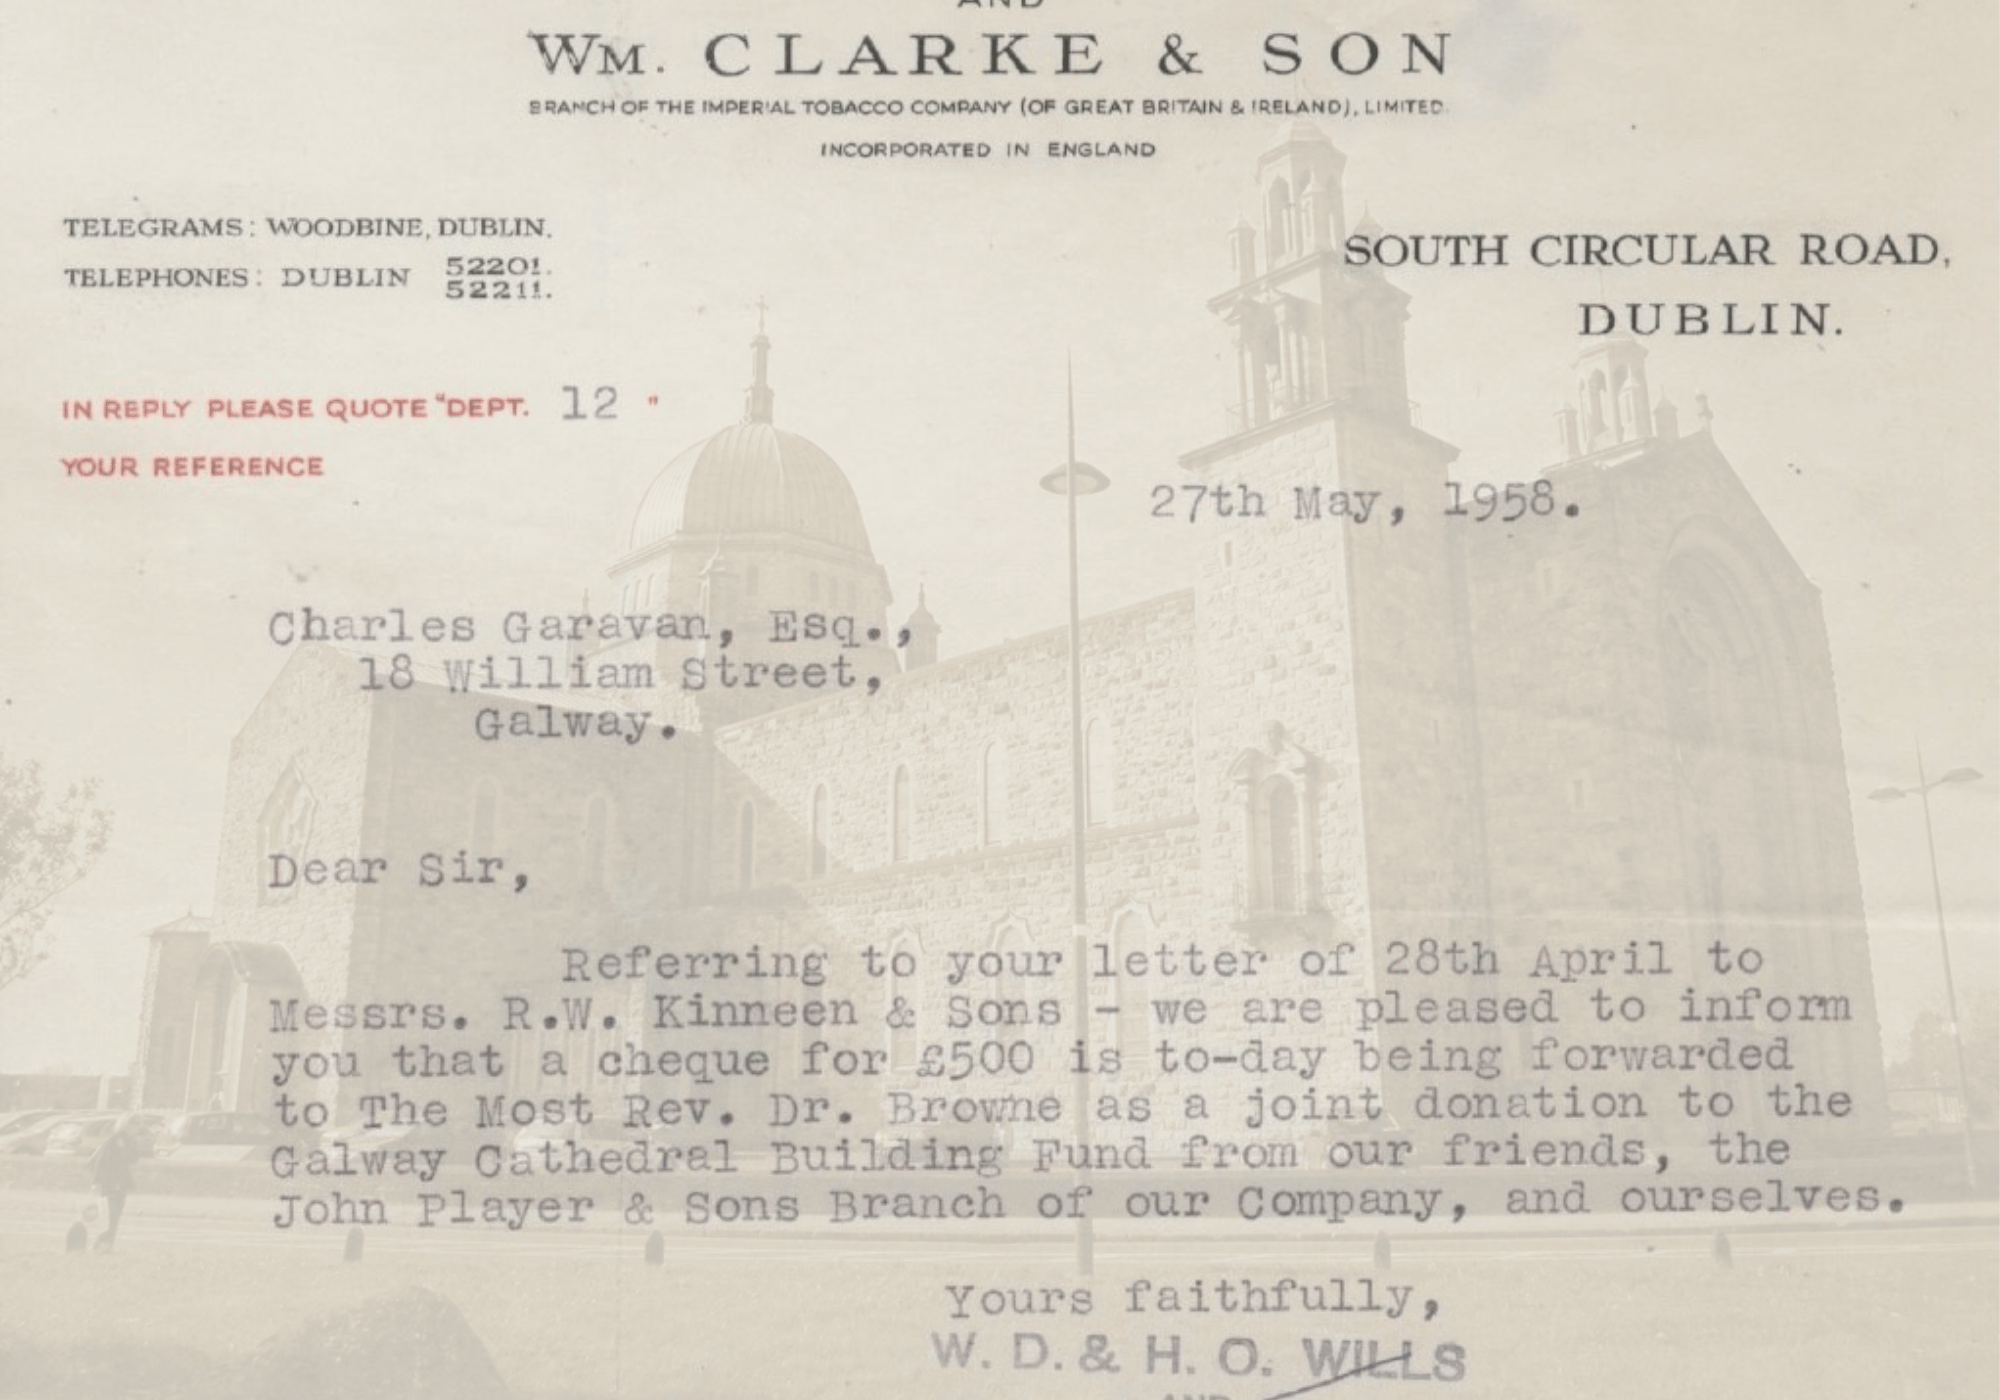 AND
WM. CLARKE & SON
BRANCH OF THE IMPERIAL TOBACCO COMPANY (OF GREAT BRITAIN & IRELAND), LIMITED.
INCORPORATED IN ENGLAND
TELEGRAMS: WOODBINE, DUBLIN.
TELEPHONES: DUBLIN 52201.
52211.
SOUTH CIRCULAR ROAD,
DUBLIN.
IN REPLY PLEASE QUOTE "DEPT. 12 "
YOUR REFERENCE
27th May, 1958.
Charles Garavan, Esq.,
18 William Street,
Galway.
Dear Sir,
Referring to your letter of 28th April to
Messrs. R.W. Kinneen & Sons - we are pleased to inform
you that a cheque for £500 is to-day being forwarded
to The Most Rev. Dr. Browne as a joint donation to the
Galway Cathedral Building Fund from our friends, the
John Player & Sons Branch of our Company, and ourselves.
Yours faithfully,
W. D. & H. O. WILLS
AND